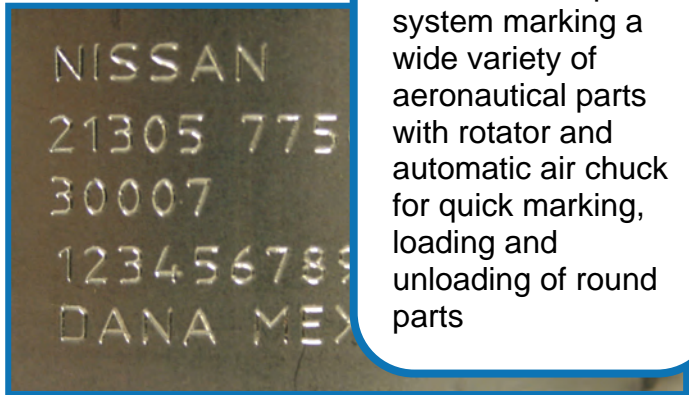 NISSAN
21305 775
30007
123456789
DANA MEX
system marking a
wide variety of
aeronautical parts
with rotator and
automatic air chuck
for quick marking,
loading and
unloading of round
parts